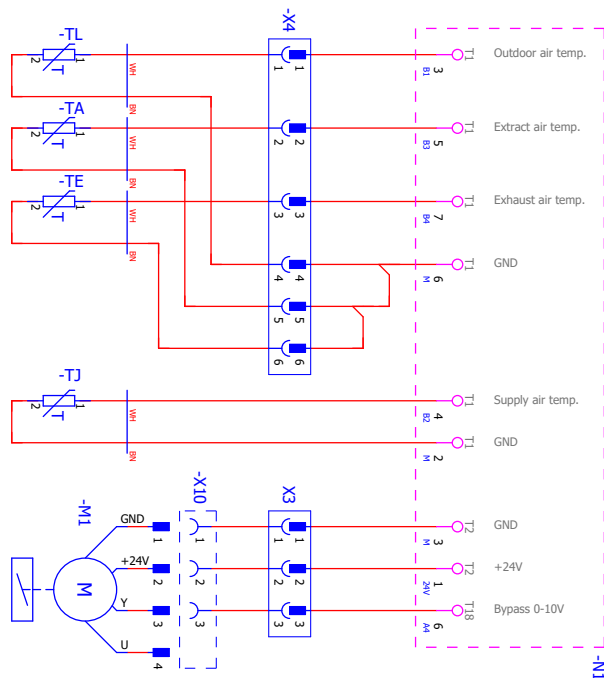 -X4
-TL
2
1
T
WH
BN
1
1
T1
3
B1
Outdoor air temp.
-TA
2
1
T
WH
BN
2
2
T1
5
B3
Extract air temp.
-TE
2
1
T
WH
BN
3
3
T1
7
B4
Exhaust air temp.
4
4
T1
6
M
GND
5
5
6
6
-TJ
2
1
T
WH
BN
T1
4
B2
Supply air temp.
T1
2
M
GND
-M1
-X10
X3
GND
1
1
1
1
T2
3
M
GND
M
+24V
2
2
2
2
T2
1
24V
+24V
Y
3
3
3
3
T18
6
A4
Bypass 0-10V
U
4
-N1